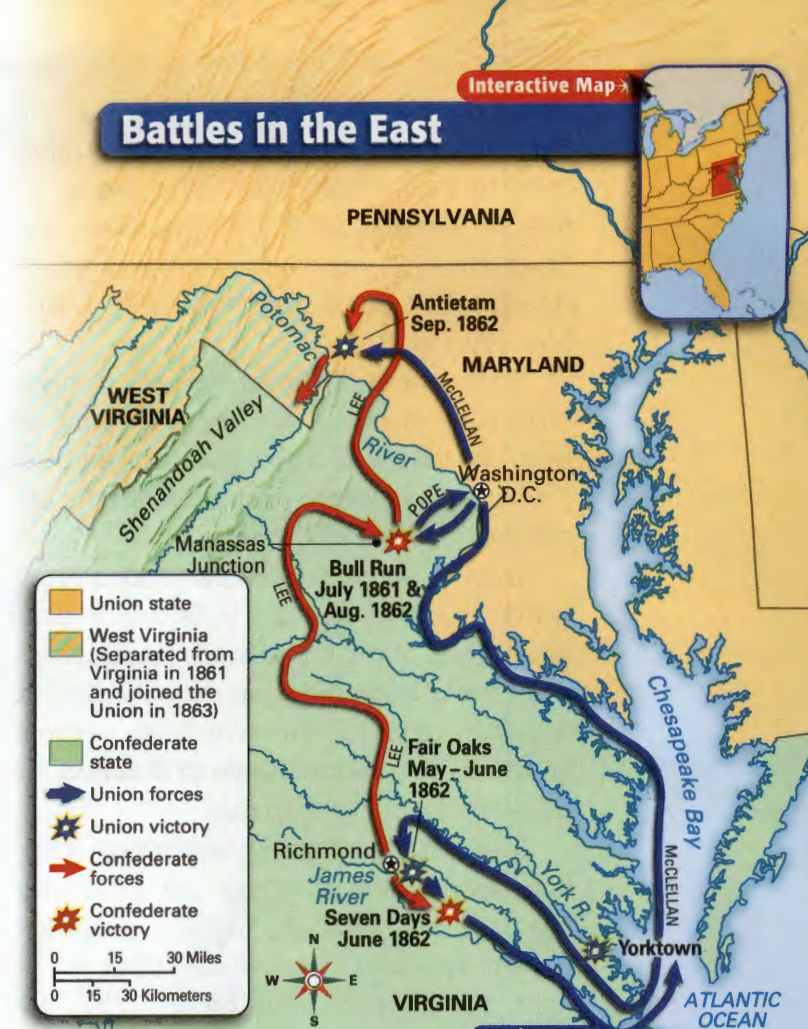 Interactive Map
Battles in the East
PENNSYLVANIA
Antietam
Sep. 1862
Potomac
MARYLAND
WEST
VIRGINIA
McCLELLAN
LEE
Shenandoah Valley
River
Washington,
D.C.
POPE
Manassas
Junction
Bull Run
July 1861 &
Aug. 1862
LEE
Union state
West Virginia
(Separated from
Virginia in 1861
and joined the
Union in 1863)
Confederate
state
Union forces
Union victory
Confederate
forces
Confederate
victory
0 15 30 Miles
0 15 30 Kilometers
Chesapeake Bay
LEE
Fair Oaks
May–June
1862
Richmond
James
River
York R.
McCLELLAN
Seven Days
June 1862
Yorktown
N
W E
S
VIRGINIA
ATLANTIC
OCEAN